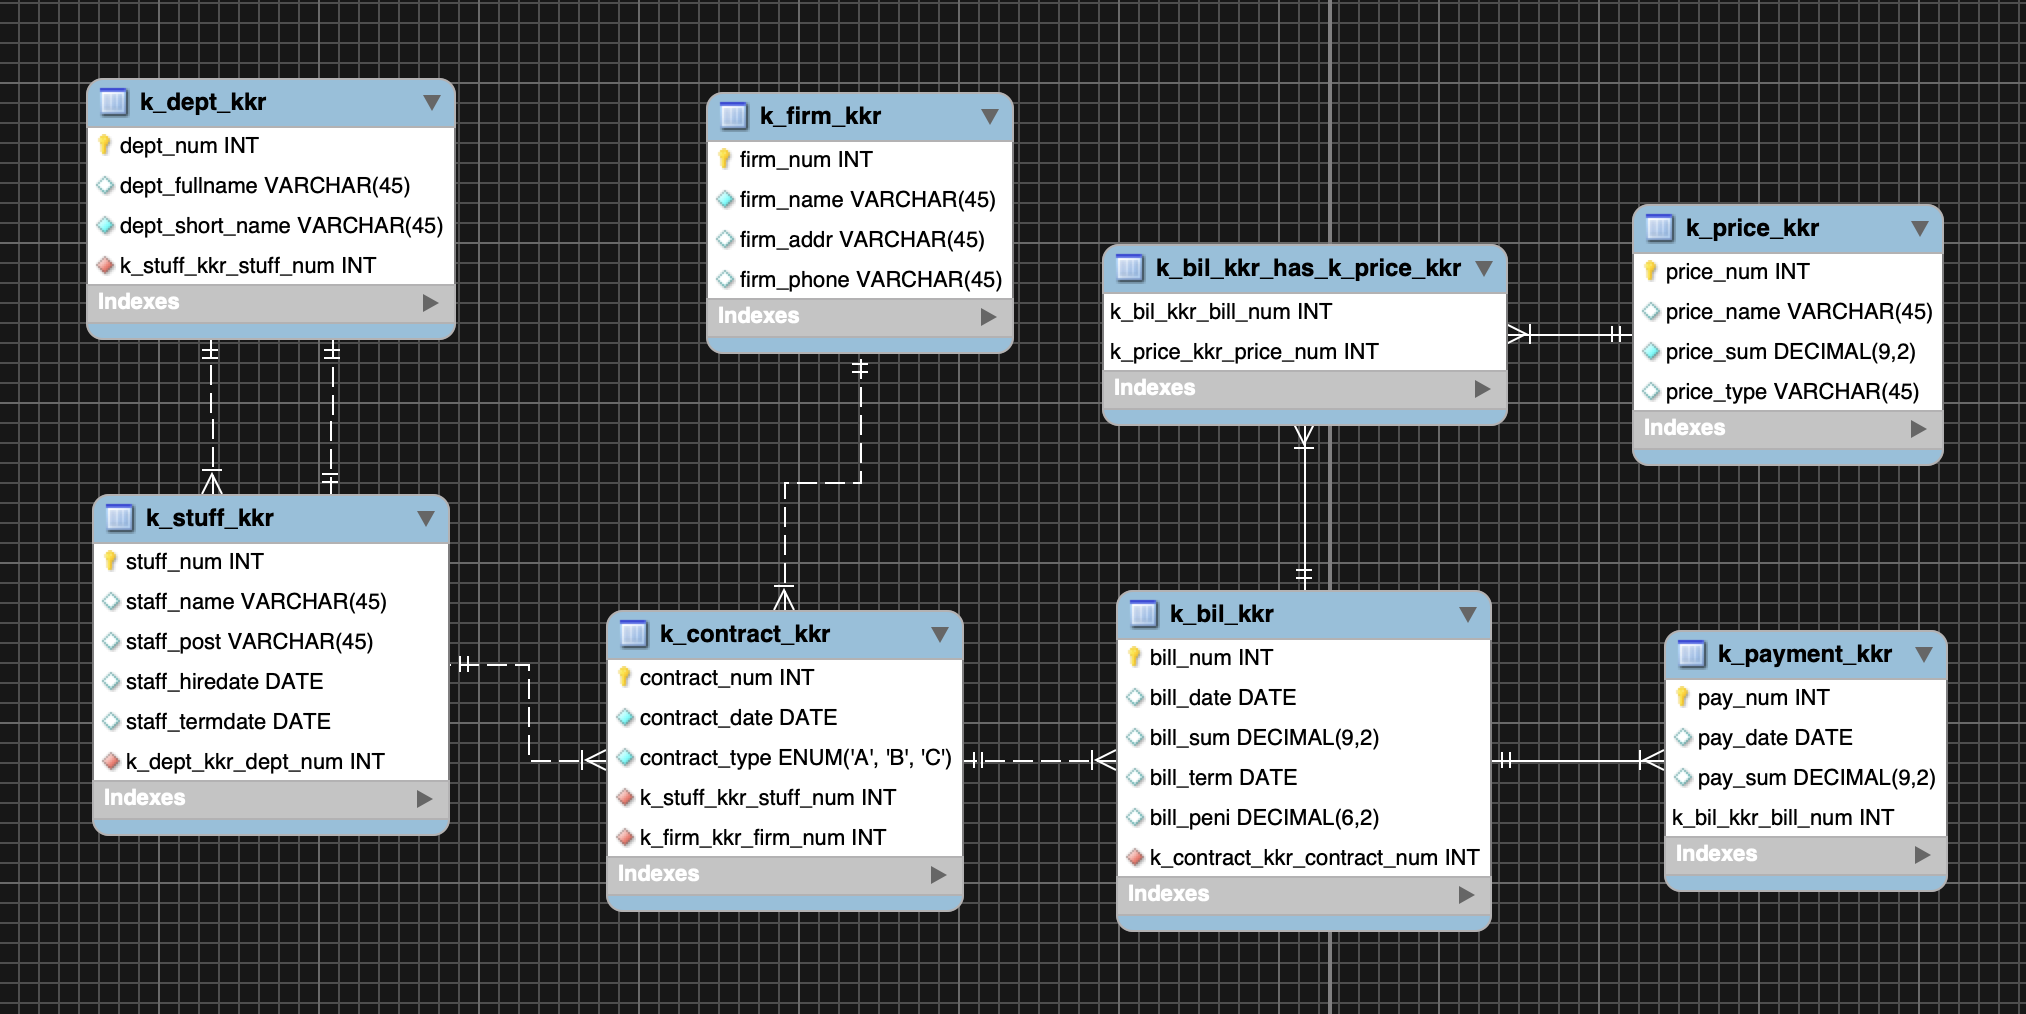 k_dept_kkr
dept_num INT
dept_fullname VARCHAR(45)
dept_short_name VARCHAR(45)
k_stuff_kkr_stuff_num INT
Indexes
k_firm_kkr
firm_num INT
firm_name VARCHAR(45)
firm_addr VARCHAR(45)
firm_phone VARCHAR(45)
Indexes
k_bil_kkr_has_k_price_kkr
k_bil_kkr_bill_num INT
k_price_kkr_price_num INT
Indexes
k_price_kkr
price_num INT
price_name VARCHAR(45)
price_sum DECIMAL(9,2)
price_type VARCHAR(45)
Indexes
k_stuff_kkr
stuff_num INT
staff_name VARCHAR(45)
staff_post VARCHAR(45)
staff_hiredate DATE
staff_termdate DATE
k_dept_kkr_dept_num INT
Indexes
k_contract_kkr
contract_num INT
contract_date DATE
contract_type ENUM('A', 'B', 'C')
k_stuff_kkr_stuff_num INT
k_firm_kkr_firm_num INT
Indexes
k_bil_kkr
bill_num INT
bill_date DATE
bill_sum DECIMAL(9,2)
bill_term DATE
bill_peni DECIMAL(6,2)
k_contract_kkr_contract_num INT
Indexes
k_payment_kkr
pay_num INT
pay_date DATE
pay_sum DECIMAL(9,2)
k_bil_kkr_bill_num INT
Indexes